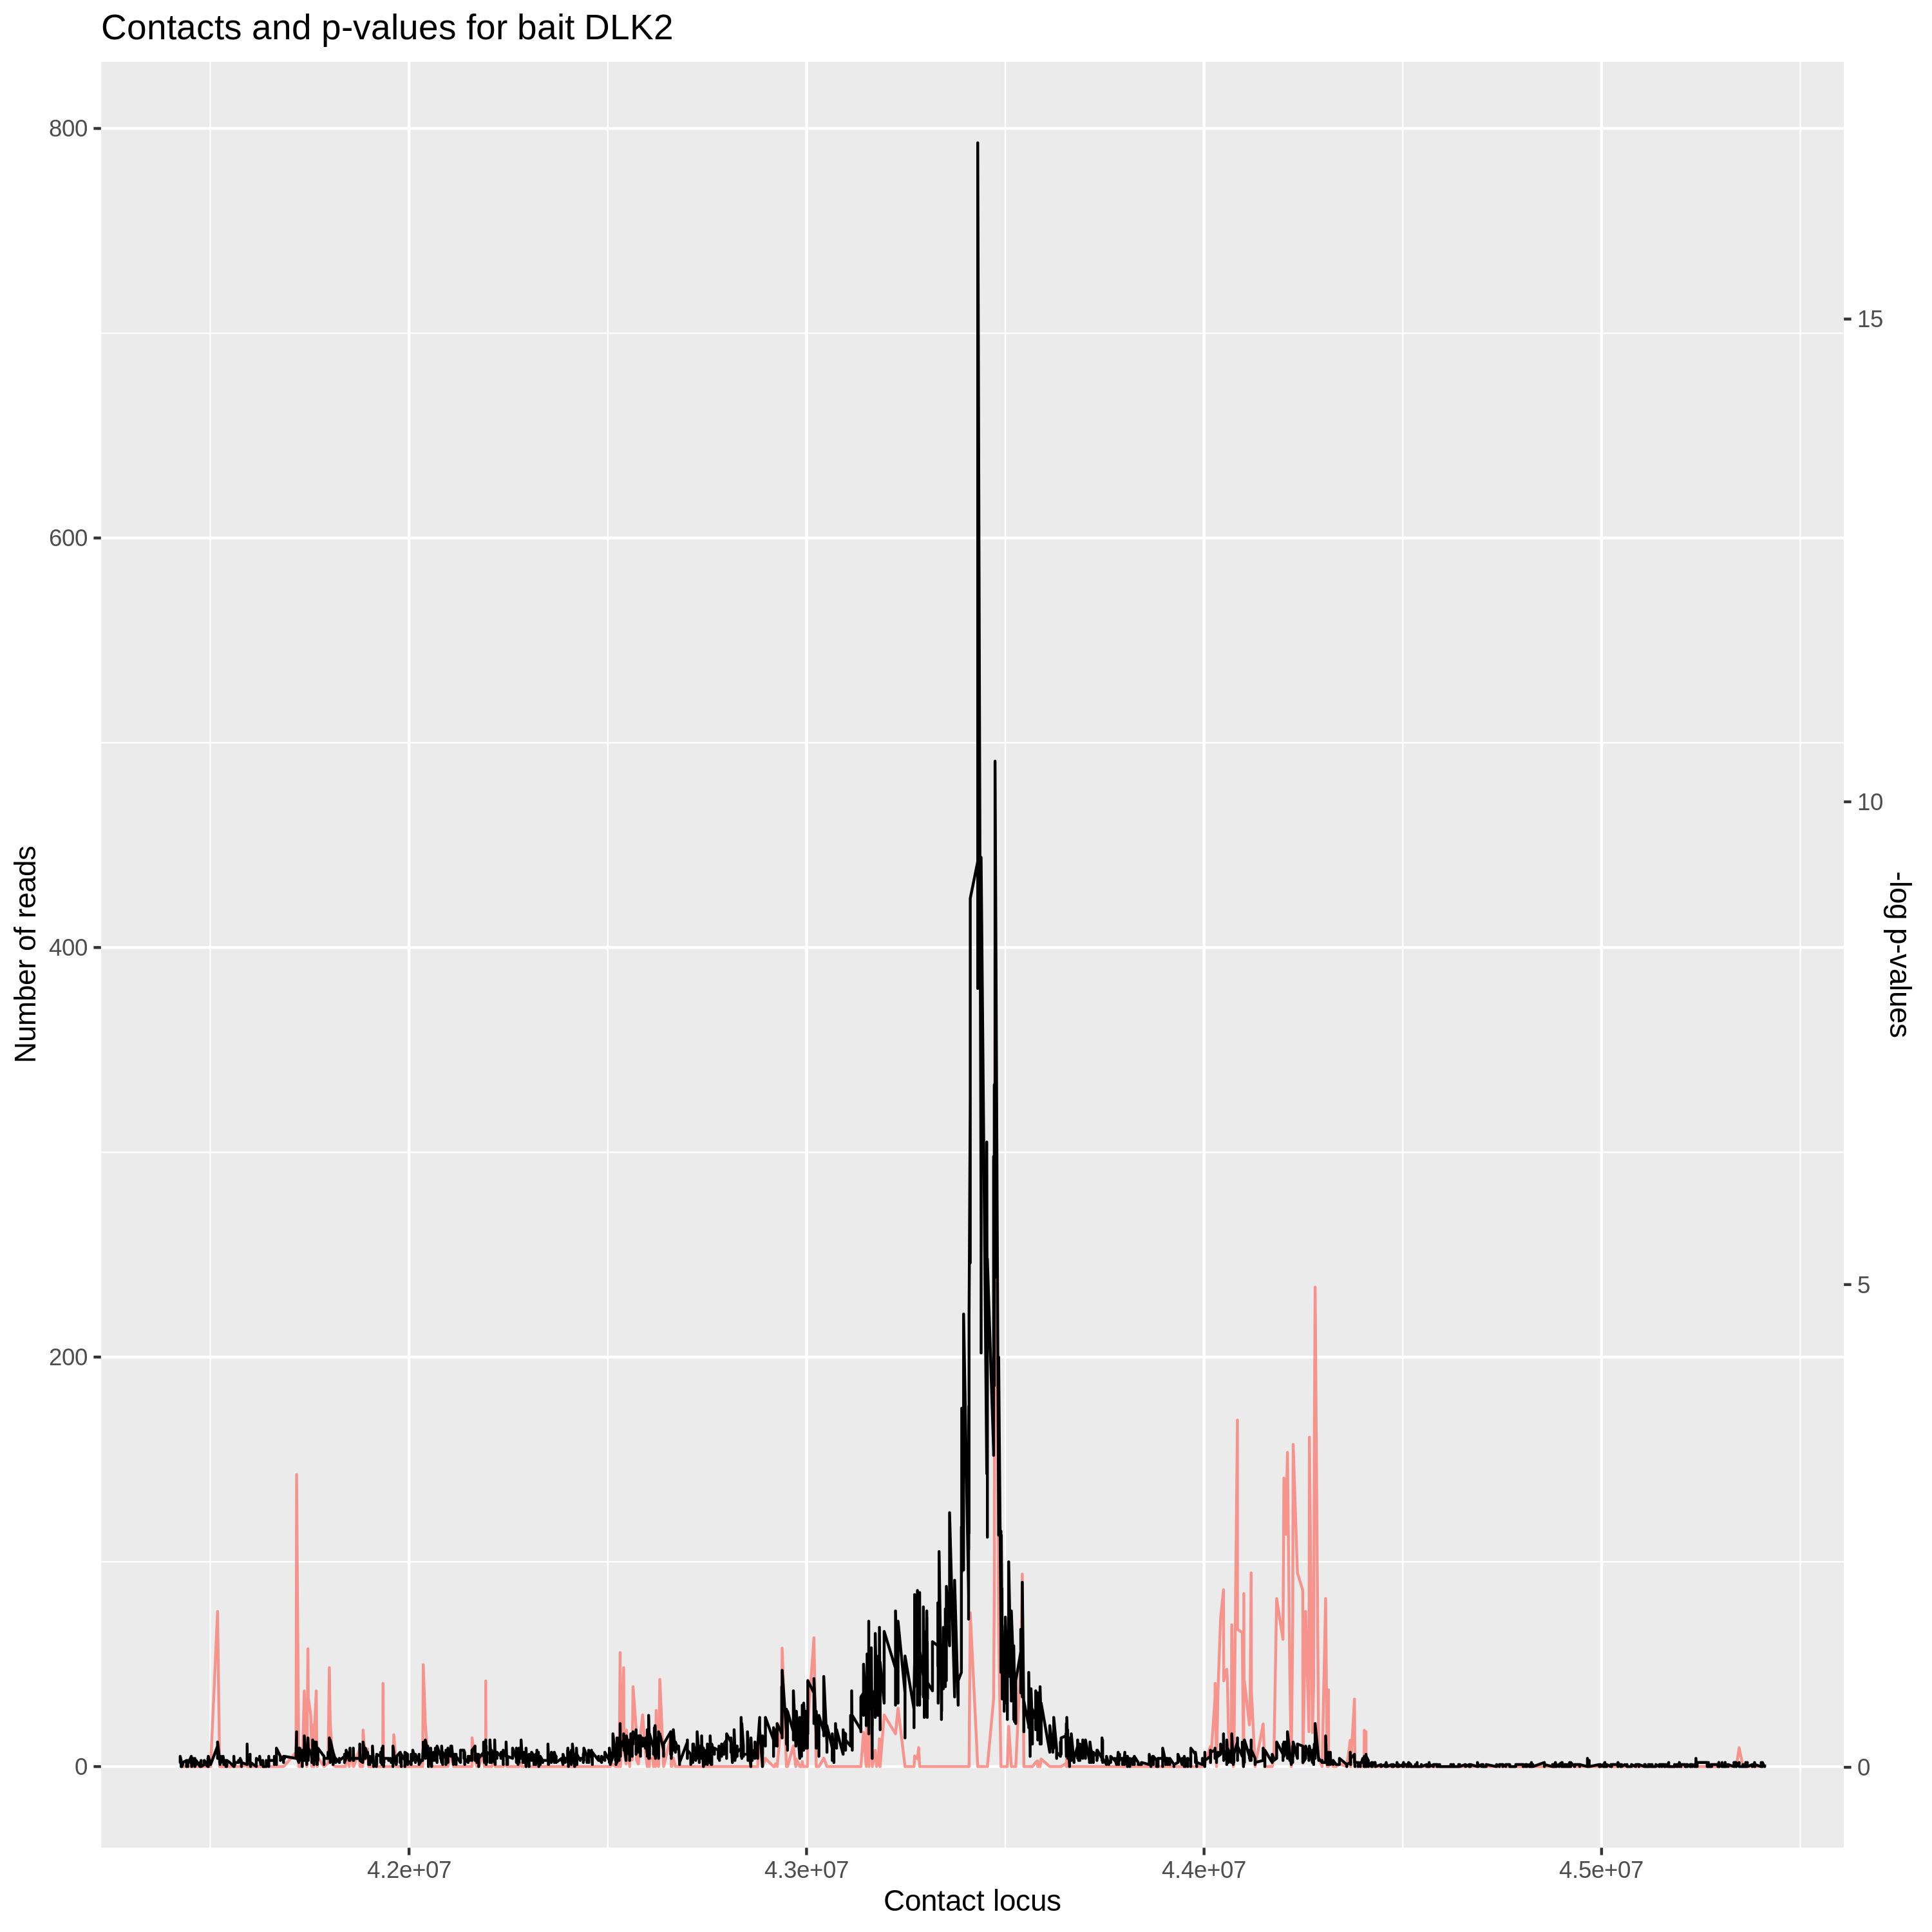 Contacts and p-values for bait DLK2
800
600
400
200
0
Number of reads
15
10
5
0
-log p-values
4.2e+07
4.3e+07
4.4e+07
4.5e+07
Contact locus